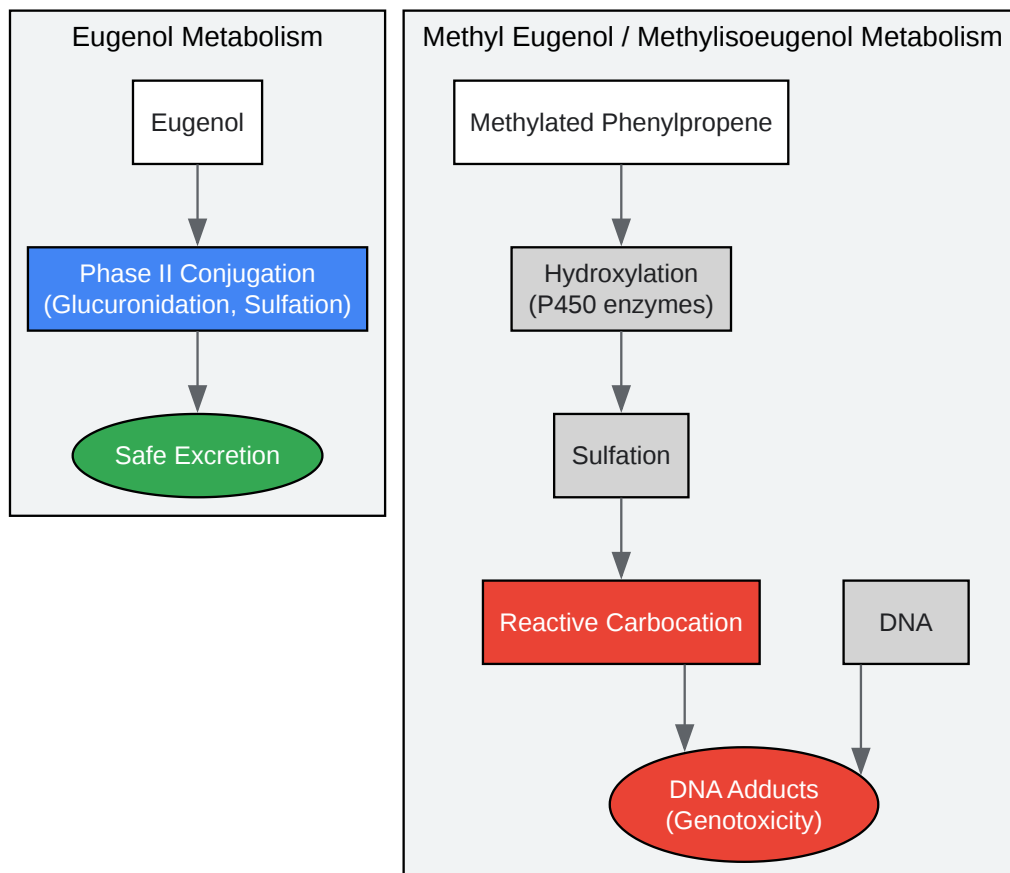 Eugenol Metabolism
Eugenol
Phase II Conjugation
(Glucuronidation, Sulfation)
Safe Excretion
Methyl Eugenol / Methylisoeugenol Metabolism
Methylated Phenylpropene
Hydroxylation
(P450 enzymes)
Sulfation
Reactive Carbocation
DNA
DNA Adducts
(Genotoxicity)